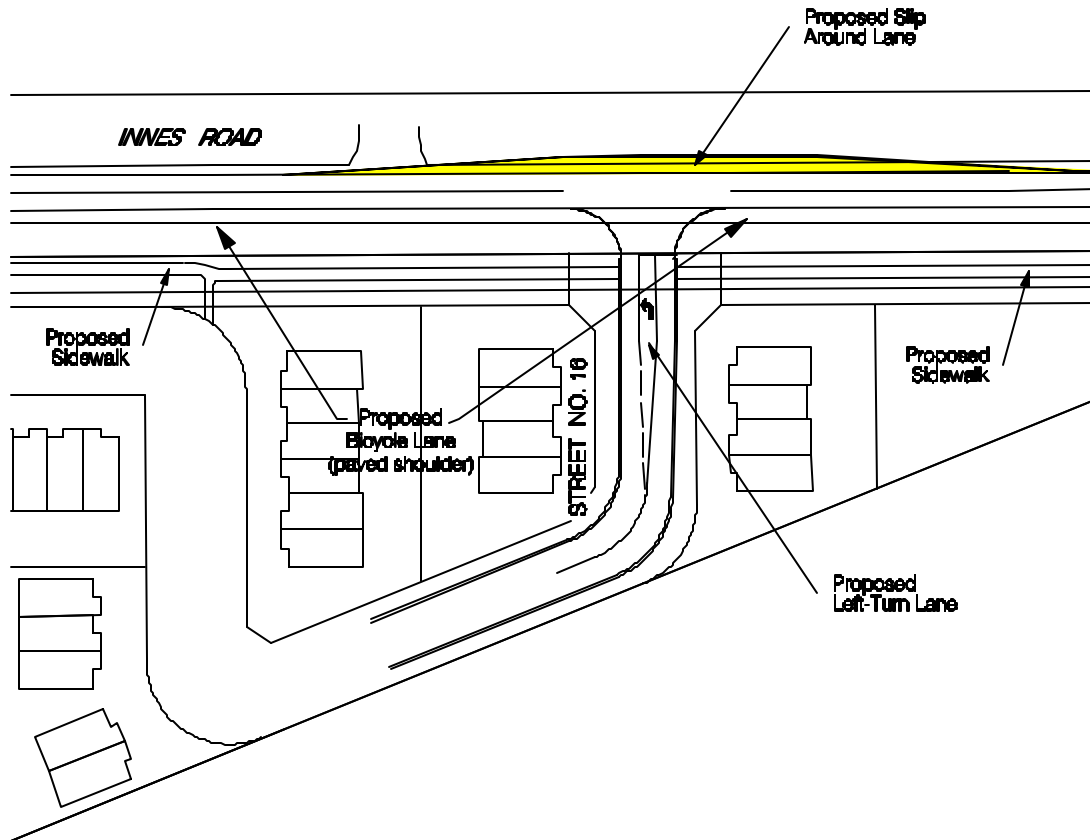 Proposed Slip
Around Lane
INNES ROAD
Proposed
Sidewalk
Proposed
Sidewalk
Proposed
Bicycle Lane
(paved shoulder)
STREET NO. 16
Proposed
Left-Turn Lane